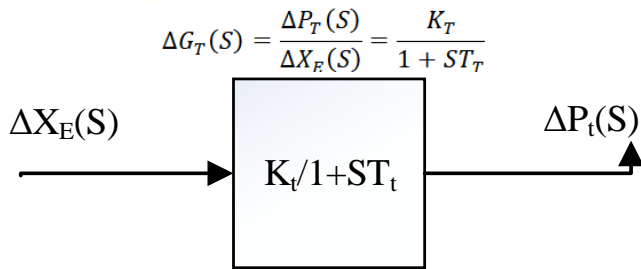 ΔG_T(S) = ΔP_T(S)/ΔX_E(S) = K_T/1 + ST_T
ΔX_E(S)
ΔP_t(S)
K_t/1+ST_t